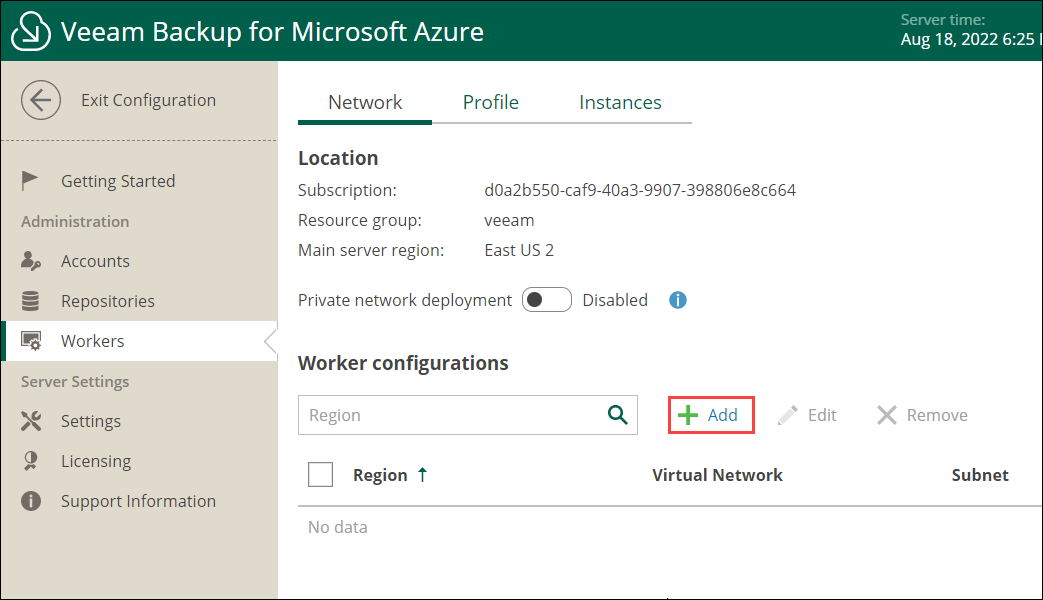 Veeam Backup for Microsoft Azure
Server time:
Aug 18, 2022 6:25
Exit Configuration
Getting Started
Administration
Accounts
Repositories
Workers
Server Settings
Settings
Licensing
Support Information
Network Profile Instances
Location
Subscription: d0a2b550-caf9-40a3-9907-398806e8c664
Resource group: veeam
Main server region: East US 2
Private network deployment Disabled
Worker configurations
Region Add Edit Remove
Region ↑ Virtual Network Subnet
No data